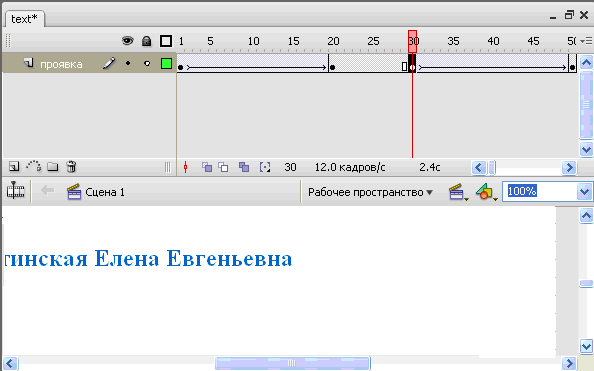 text*
1 5 10 15 20 25 30 35 40 45 50
проявка
30 12.0 кадров/с 2.4с
Сцена 1 Рабочее пространство 100%
тинская Елена Евгеньевна